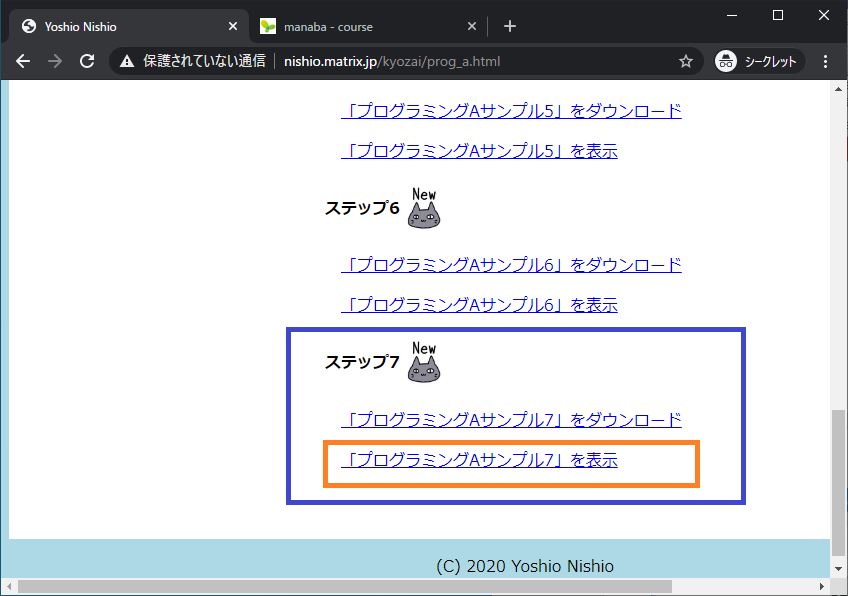 Yoshio Nishio
manaba - course
保護されていない通信
nishio.matrix.jp/kyozai/prog_a.html
シークレット
「プログラミングAサンプル5」をダウンロード
「プログラミングAサンプル5」を表示
New
ステップ6
「プログラミングAサンプル6」をダウンロード
「プログラミングAサンプル6」を表示
New
ステップ7
「プログラミングAサンプル7」をダウンロード
「プログラミングAサンプル7」を表示
(C) 2020 Yoshio Nishio